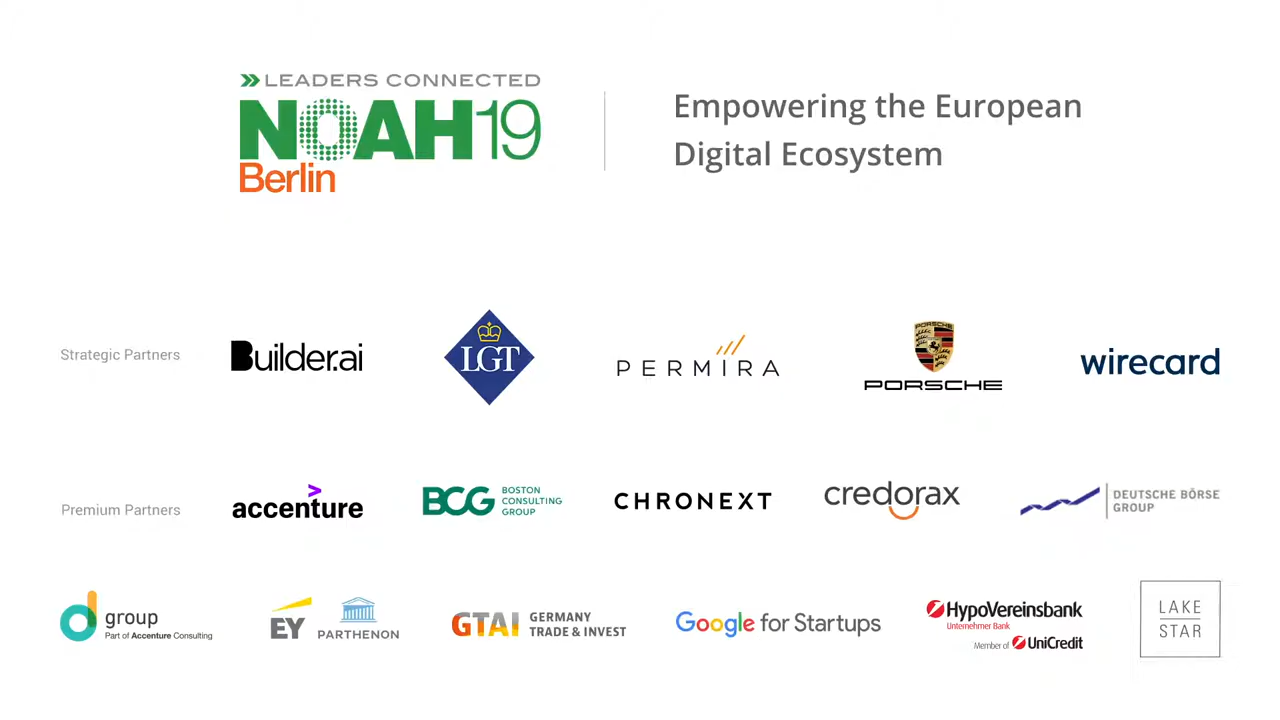 LEADERS CONNECTED
NOAH19
Berlin
Empowering the European
Digital Ecosystem
Strategic Partners
Builder.ai
LGT
PERMIRA
PORSCHE
PORSCHE
wirecard
Premium Partners
accenture
BCG
BOSTON
CONSULTING
GROUP
CHRONEXT
credorax
DEUTSCHE BÖRSE
GROUP
d group
Part of Accenture Consulting
EY
PARTHENON
GTAI
GERMANY
TRADE & INVEST
Google for Startups
HypoVereinsbank
Unternehmer Bank
Member of UniCredit
LAKE
STAR